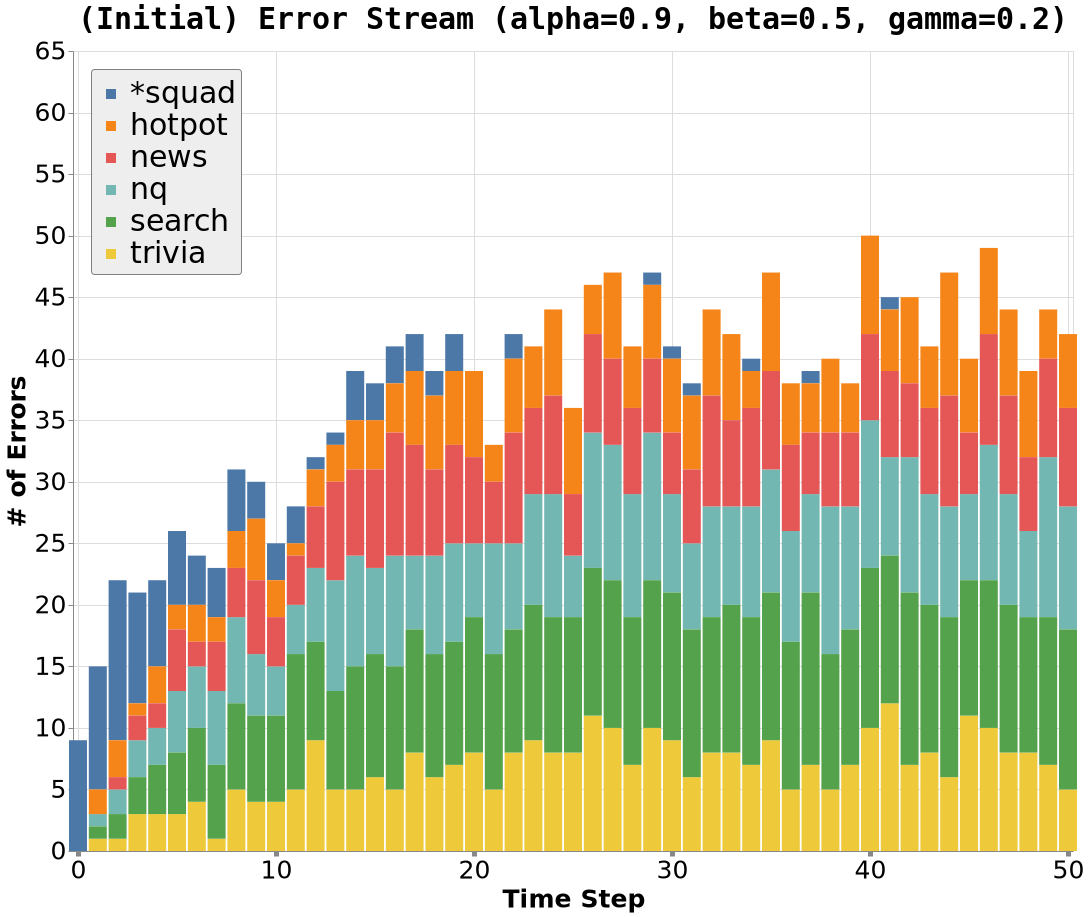 (Initial) Error Stream (alpha=0.9, beta=0.5, gamma=0.2)
65
60
55
50
45
40
35
30
25
20
15
10
5
0
# of Errors
*squad
hotpot
news
nq
search
trivia
0 10 20 30 40 50
Time Step